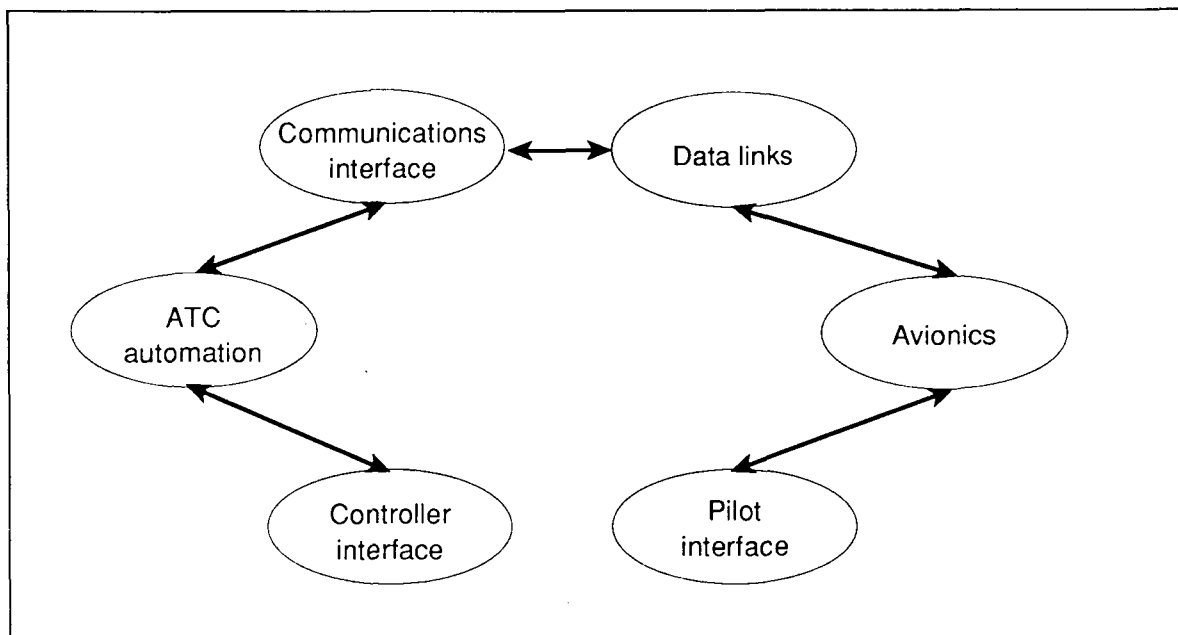 Communications
interface
Data links
ATC
automation
Avionics
Controller
interface
Pilot
interface